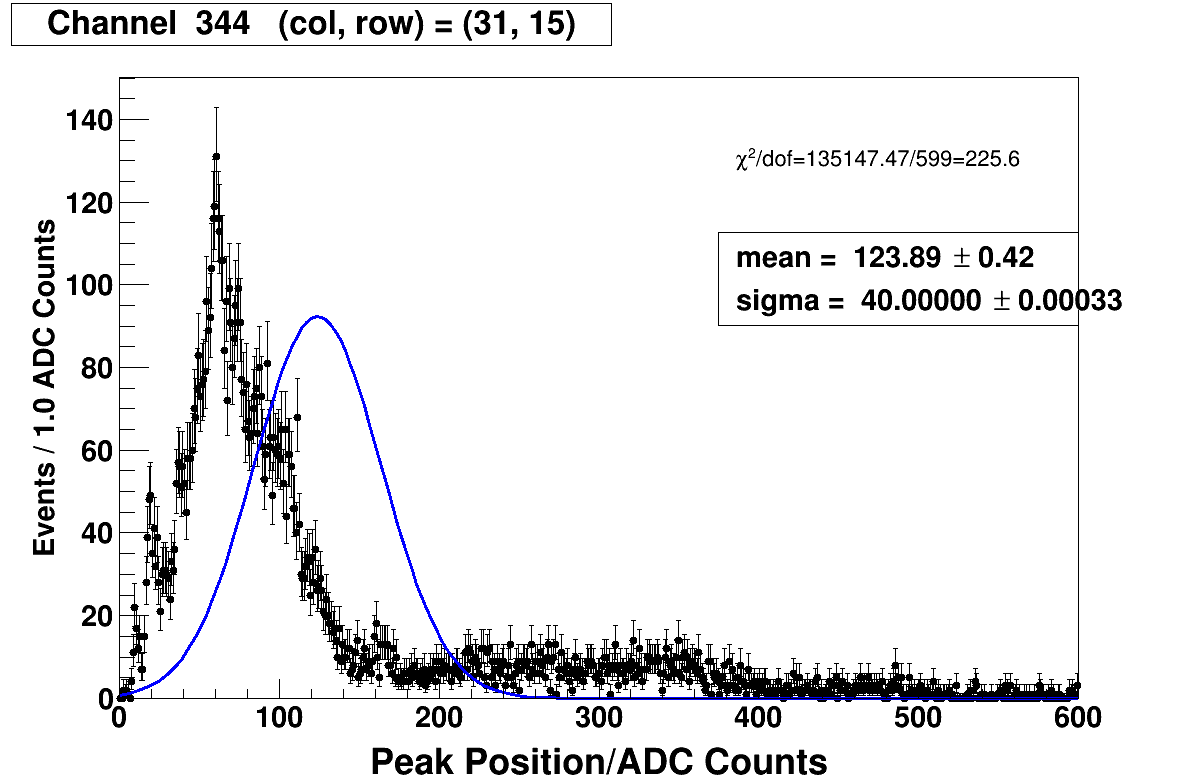 Channel 344 (col, row) = (31, 15)
χ²/dof=135147.47/599=225.6
mean = 123.89 ± 0.42
sigma = 40.00000 ± 0.00033
Events / 1.0 ADC Counts
140
120
100
80
60
40
20
0
0 100 200 300 400 500 600
Peak Position/ADC Counts